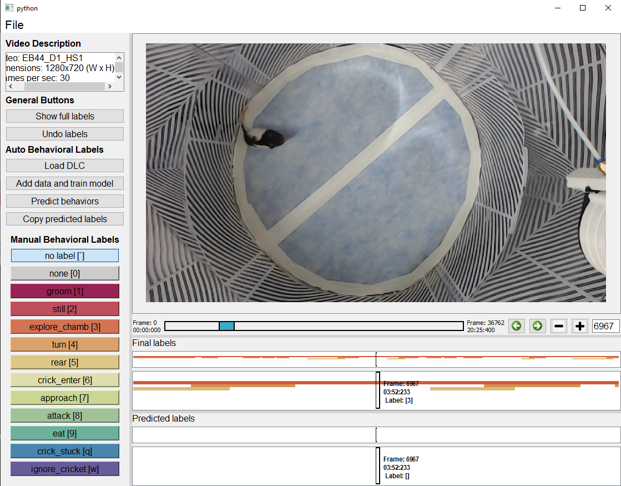 python
File
Video Description
deo: EB44_D1_HS1
mensions: 1280x720 (W x H)
ames per sec: 30
General Buttons
Show full labels
Undo labels
Auto Behavioral Labels
Load DLC
Add data and train model
Predict behaviors
Copy predicted labels
Manual Behavioral Labels
no label [`]
none [0]
groom [1]
still [2]
explore_chamb [3]
turn [4]
rear [5]
crick_enter [6]
approach [7]
attack [8]
eat [9]
crick_stuck [q]
ignore_cricket [w]
Frame: 0
00:00:000
Frame: 36762
20:25:400
6967
Final labels
Frame: 6967
03:52:233
Label: [3]
Predicted labels
Frame: 6967
03:52:233
Label: []